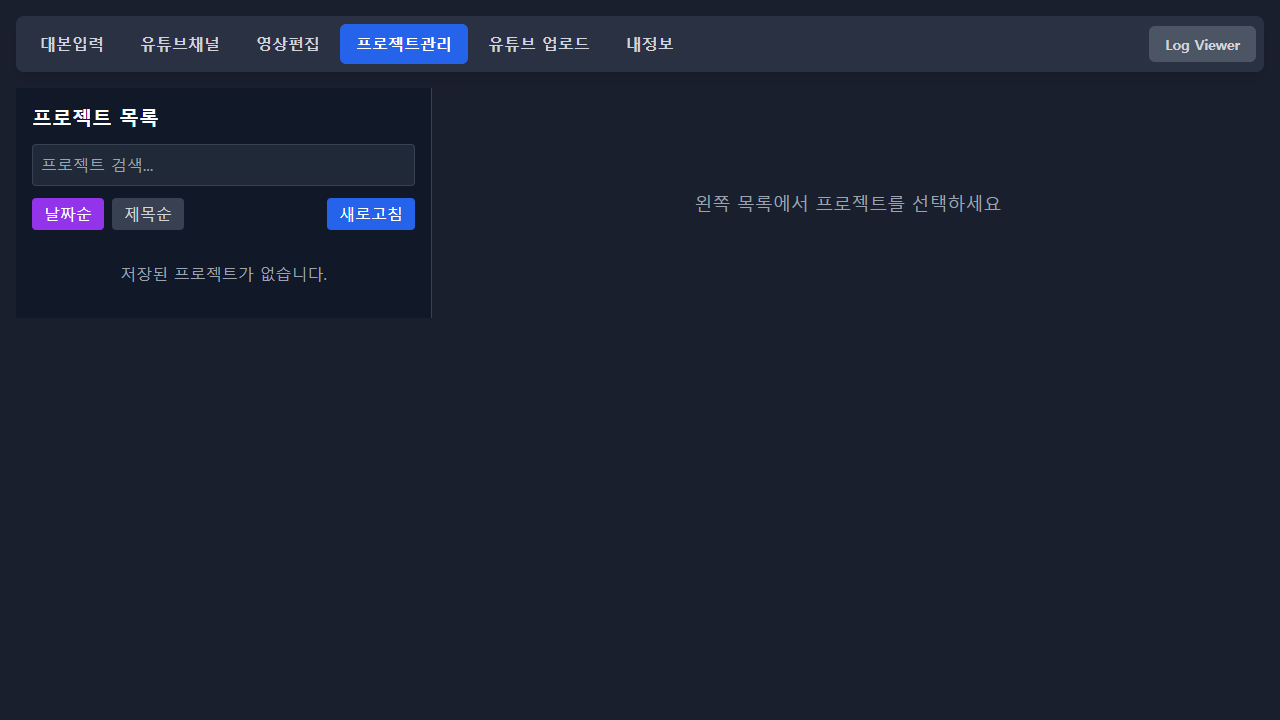 대본입력 유튜브채널 영상편집 프로젝트관리 유튜브 업로드 내정보 Log Viewer
프로젝트 목록
프로젝트 검색...
날짜순 제목순 새로고침
저장된 프로젝트가 없습니다.
왼쪽 목록에서 프로젝트를 선택하세요